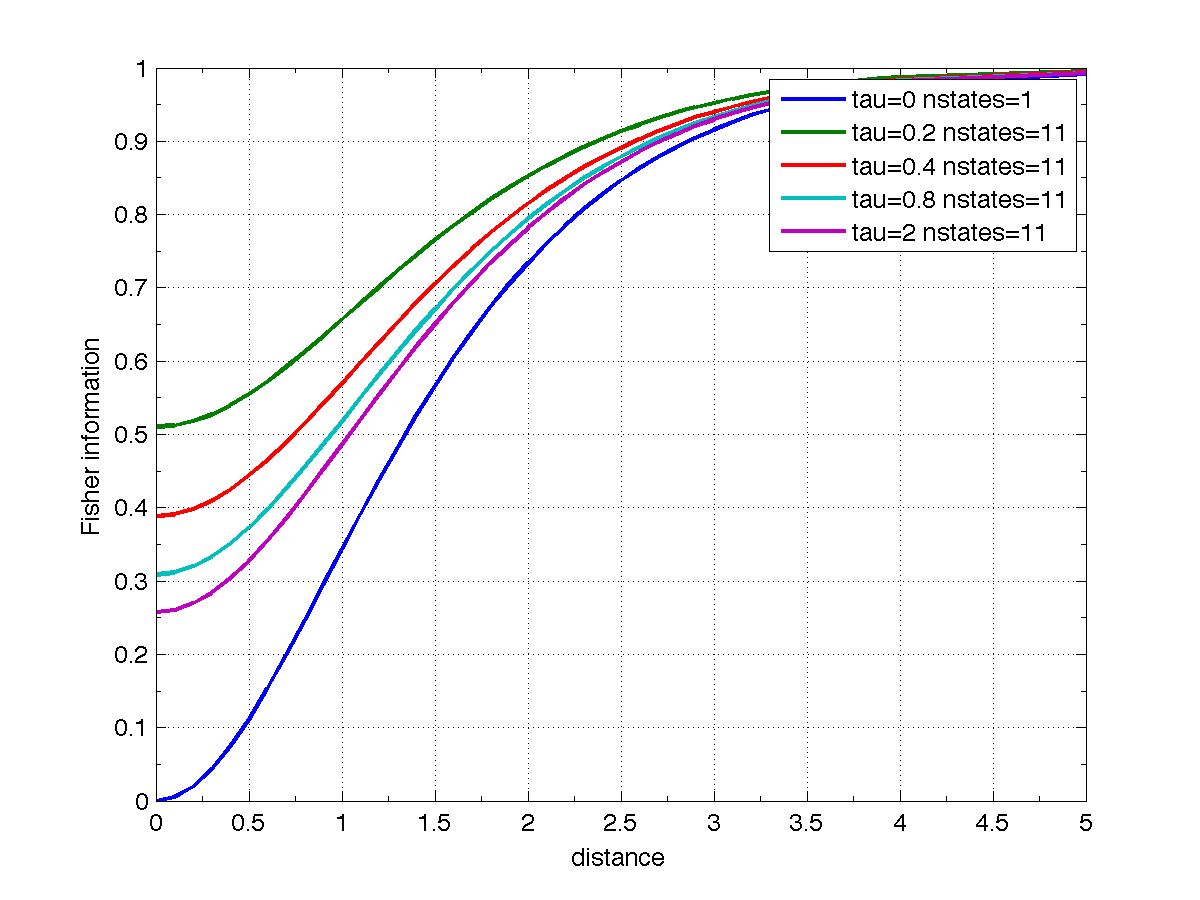 1
0.9
0.8
0.7
0.6
0.5
0.4
0.3
0.2
0.1
0
Fisher information
tau=0 nstates=1
tau=0.2 nstates=11
tau=0.4 nstates=11
tau=0.8 nstates=11
tau=2 nstates=11
0 0.5 1 1.5 2 2.5 3 3.5 4 4.5 5
distance